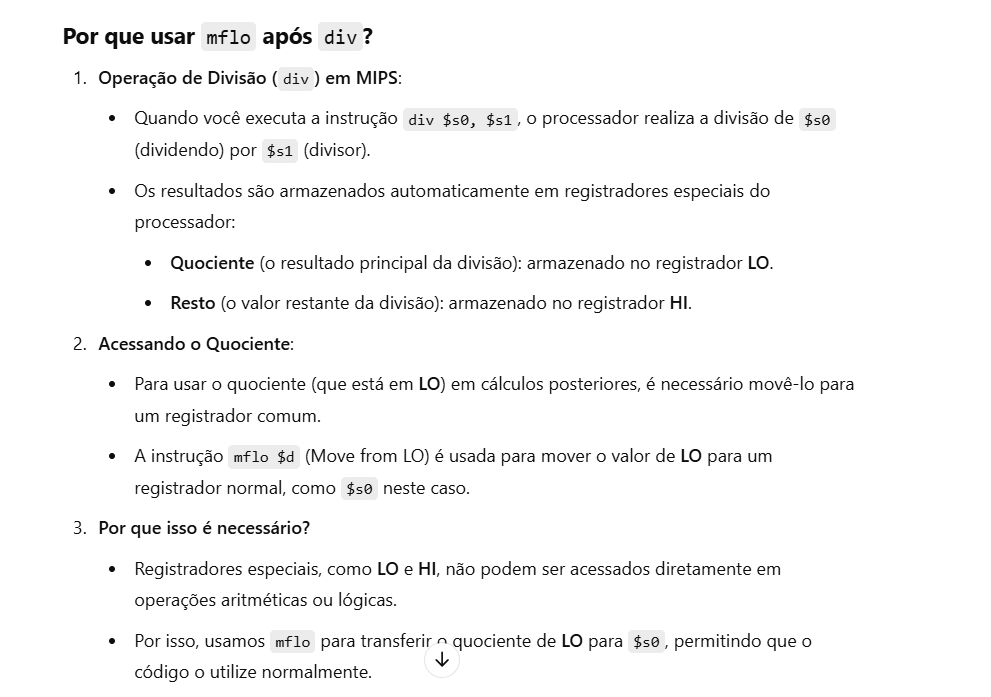 Por que usar mflo após div?
1. Operação de Divisão (div) em MIPS:
• Quando você executa a instrução div $s0, $s1, o processador realiza a divisão de $s0
(dividendo) por $s1 (divisor).
• Os resultados são armazenados automaticamente em registradores especiais do
processador:
• Quociente (o resultado principal da divisão): armazenado no registrador LO.
• Resto (o valor restante da divisão): armazenado no registrador HI.
2. Acessando o Quociente:
• Para usar o quociente (que está em LO) em cálculos posteriores, é necessário movê-lo para
um registrador comum.
• A instrução mflo $d (Move from LO) é usada para mover o valor de LO para um
registrador normal, como $s0 neste caso.
3. Por que isso é necessário?
• Registradores especiais, como LO e HI, não podem ser acessados diretamente em
operações aritméticas ou lógicas.
• Por isso, usamos mflo para transferir o quociente de LO para $s0, permitindo que o
código o utilize normalmente.